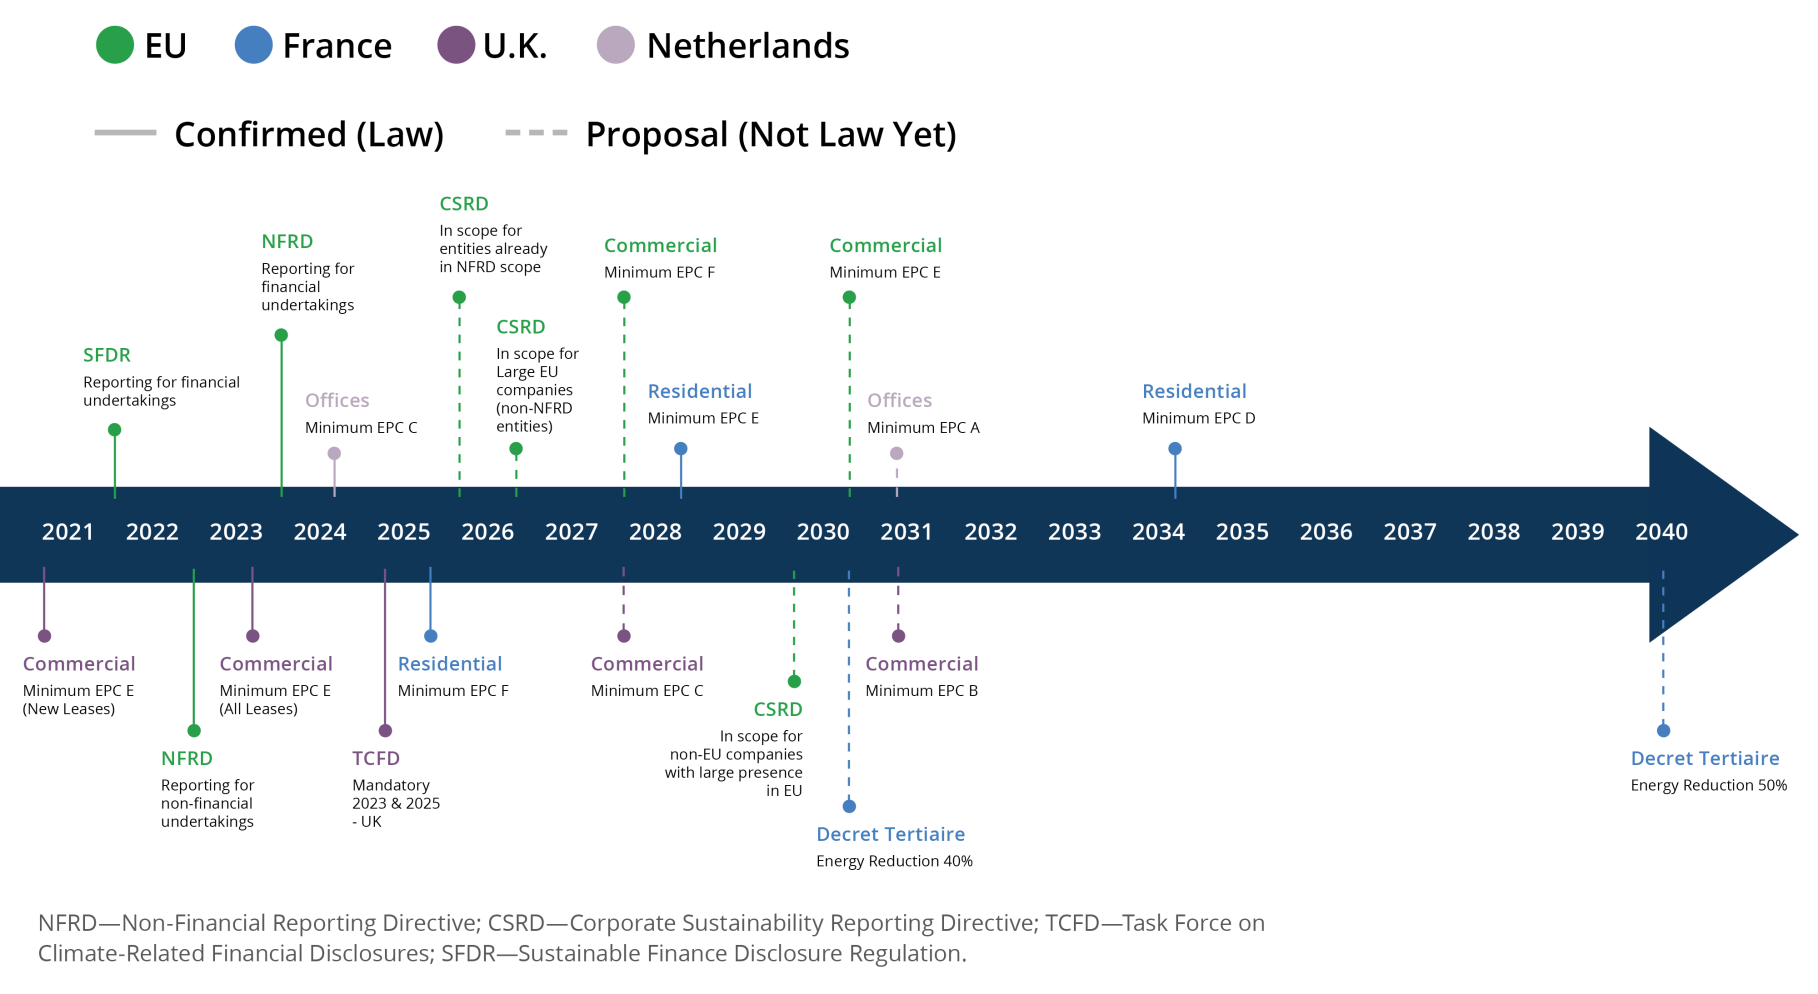 EU
France
U.K.
Netherlands
Confirmed (Law)
Proposal (Not Law Yet)
SFDR
Reporting for financial
undertakings
NFRD
Reporting for
financial
undertakings
Offices
Minimum EPC C
CSRD
In scope for
entities already
in NFRD scope
CSRD
In scope for
Large EU
companies
(non-NFRD
entities)
Commercial
Minimum EPC F
Residential
Minimum EPC E
Commercial
Minimum EPC E
Offices
Minimum EPC A
Residential
Minimum EPC D
2021 2022 2023 2024 2025 2026 2027 2028 2029 2030 2031 2032 2033 2034 2035 2036 2037 2038 2039 2040
Commercial
Minimum EPC E
(New Leases)
NFRD
Reporting for
non-financial
undertakings
Commercial
Minimum EPC E
(All Leases)
TCFD
Mandatory
2023 & 2025
- UK
Residential
Minimum EPC F
Commercial
Minimum EPC C
CSRD
In scope for
non-EU companies
with large presence
in EU
Decret Tertiaire
Energy Reduction 40%
Commercial
Minimum EPC B
Decret Tertiaire
Energy Reduction 50%
NFRD—Non-Financial Reporting Directive; CSRD—Corporate Sustainability Reporting Directive; TCFD—Task Force on
Climate-Related Financial Disclosures; SFDR—Sustainable Finance Disclosure Regulation.